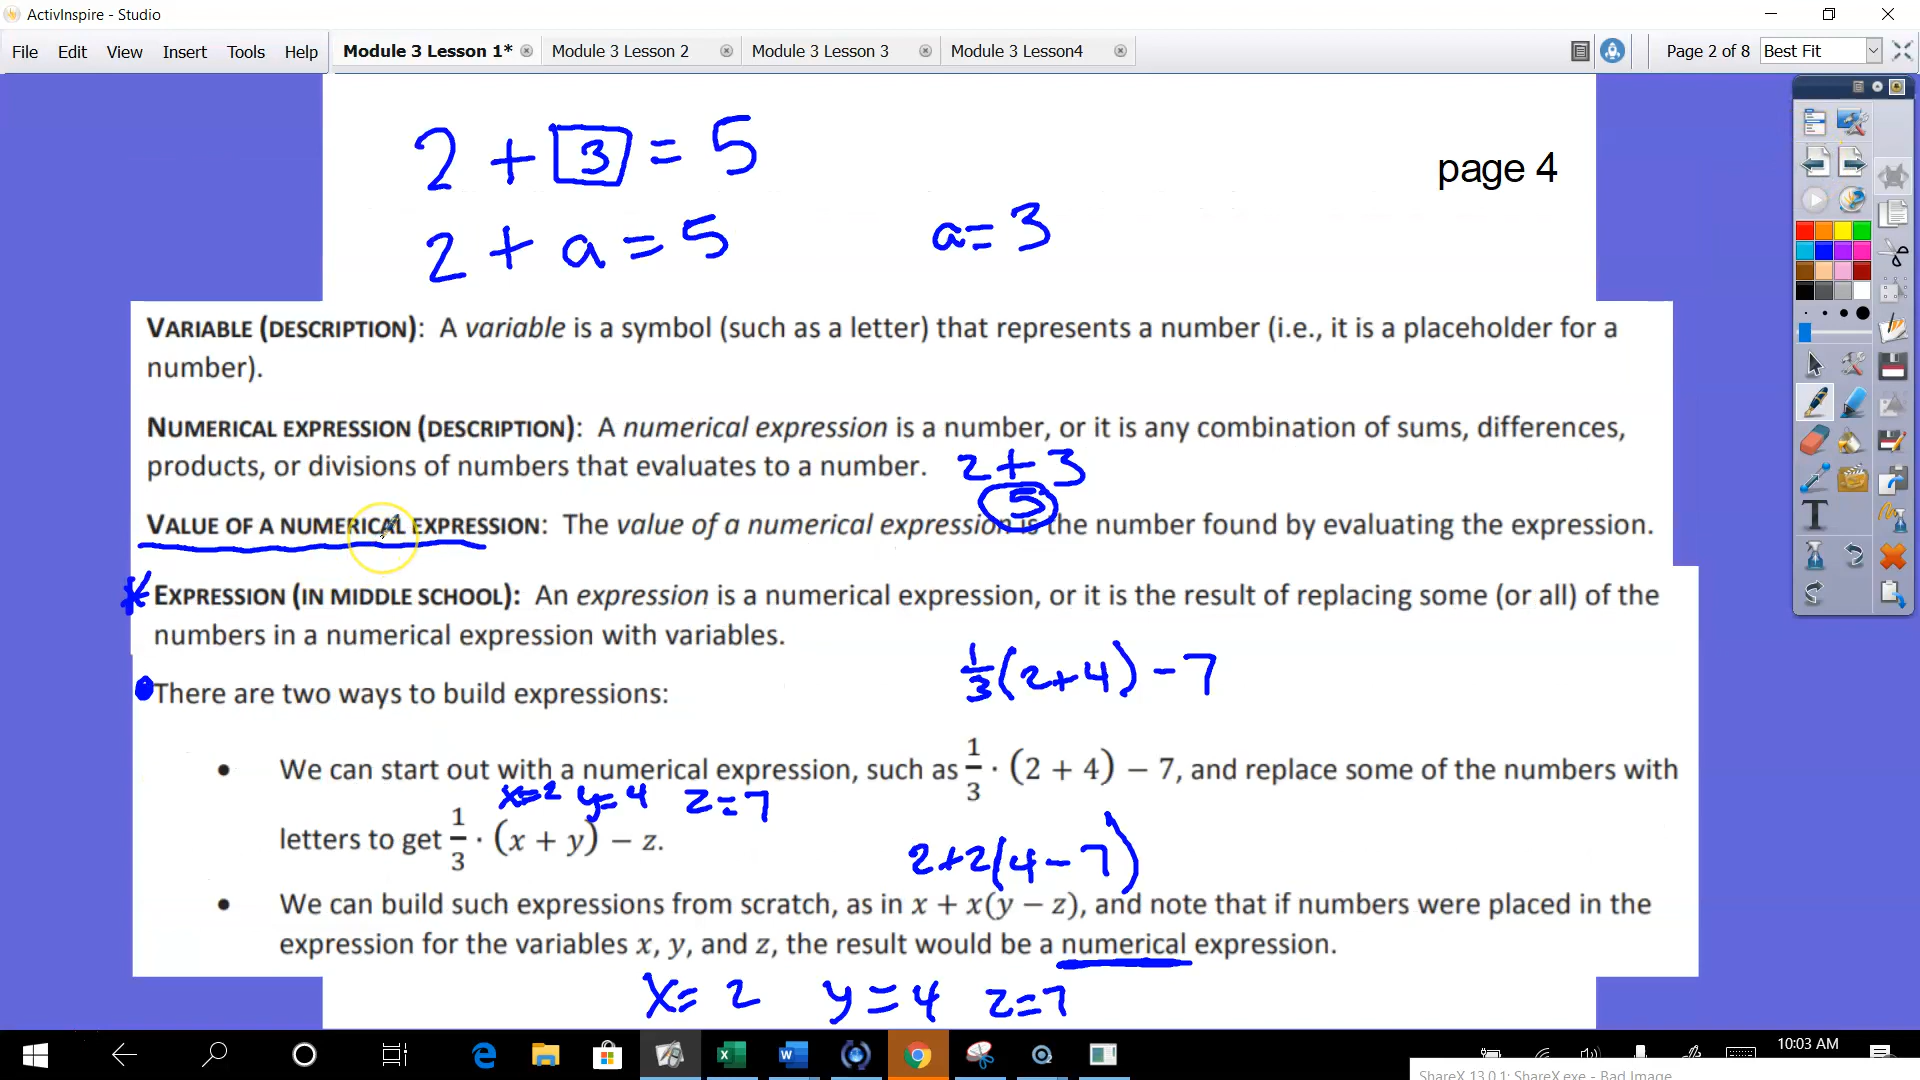 ActivInspire - Studio
File Edit View Insert Tools Help Module 3 Lesson 1* Module 3 Lesson 2 Module 3 Lesson 3 Module 3 Lesson4 Page 2 of 8 Best Fit
2 + 3 = 5
page 4
2 + a = 5 a = 3
VARIABLE (DESCRIPTION): A variable is a symbol (such as a letter) that represents a number (i.e., it is a placeholder for a
number).
NUMERICAL EXPRESSION (DESCRIPTION): A numerical expression is a number, or it is any combination of sums, differences,
products, or divisions of numbers that evaluates to a number. 2 + 3
5
VALUE OF A NUMERICAL EXPRESSION: The value of a numerical expression is the number found by evaluating the expression.
* EXPRESSION (IN MIDDLE SCHOOL): An expression is a numerical expression, or it is the result of replacing some (or all) of the
numbers in a numerical expression with variables.
1/3 (2+4) - 7
There are two ways to build expressions:
• We can start out with a numerical expression, such as 1/3 · (2 + 4) − 7, and replace some of the numbers with
x=2 y=4 z=7
letters to get 1/3 · (x + y) − z.
2+2(4-7)
• We can build such expressions from scratch, as in x + x(y − z), and note that if numbers were placed in the
expression for the variables x, y, and z, the result would be a numerical expression.
x = 2 y = 4 z = 7
10:03 AM
ShareX 13.0.1: ShareX.exe - Bad Image